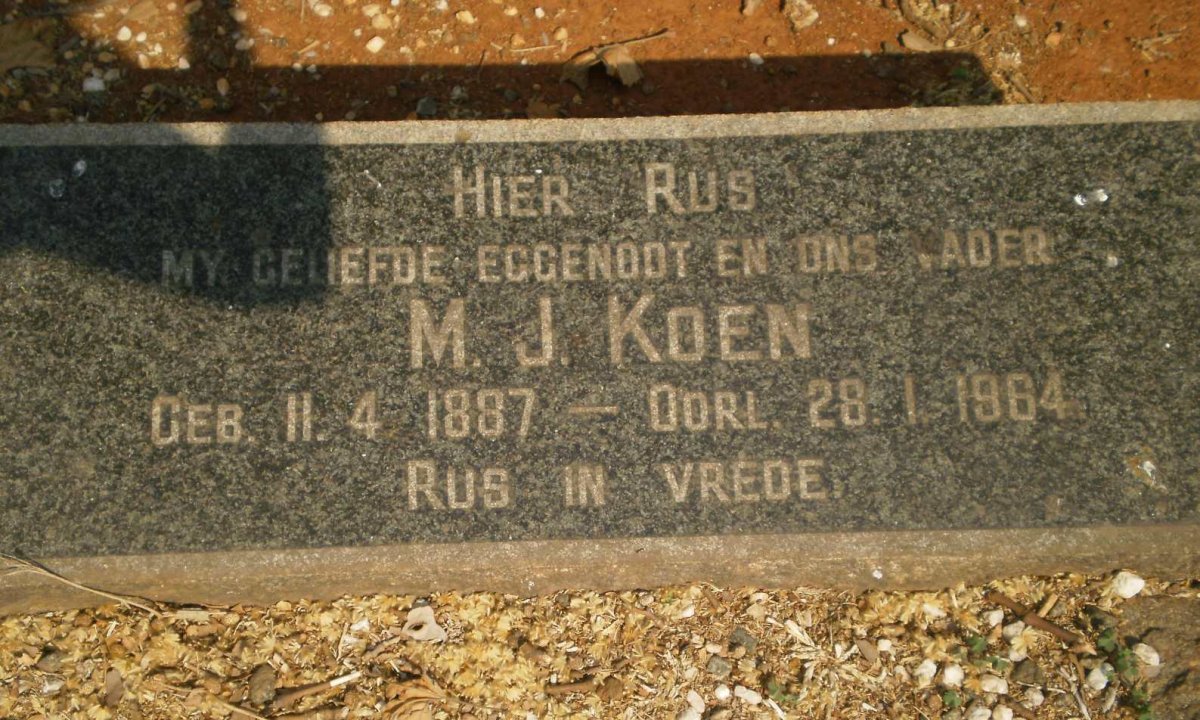 HIER RUS
MY GELIEFDE EGGENOOT EN ONS VADER
M. J. KOEN
GEB. 11. 4. 1887 — OORL. 28. 1. 1964.
RUS IN VREDE.